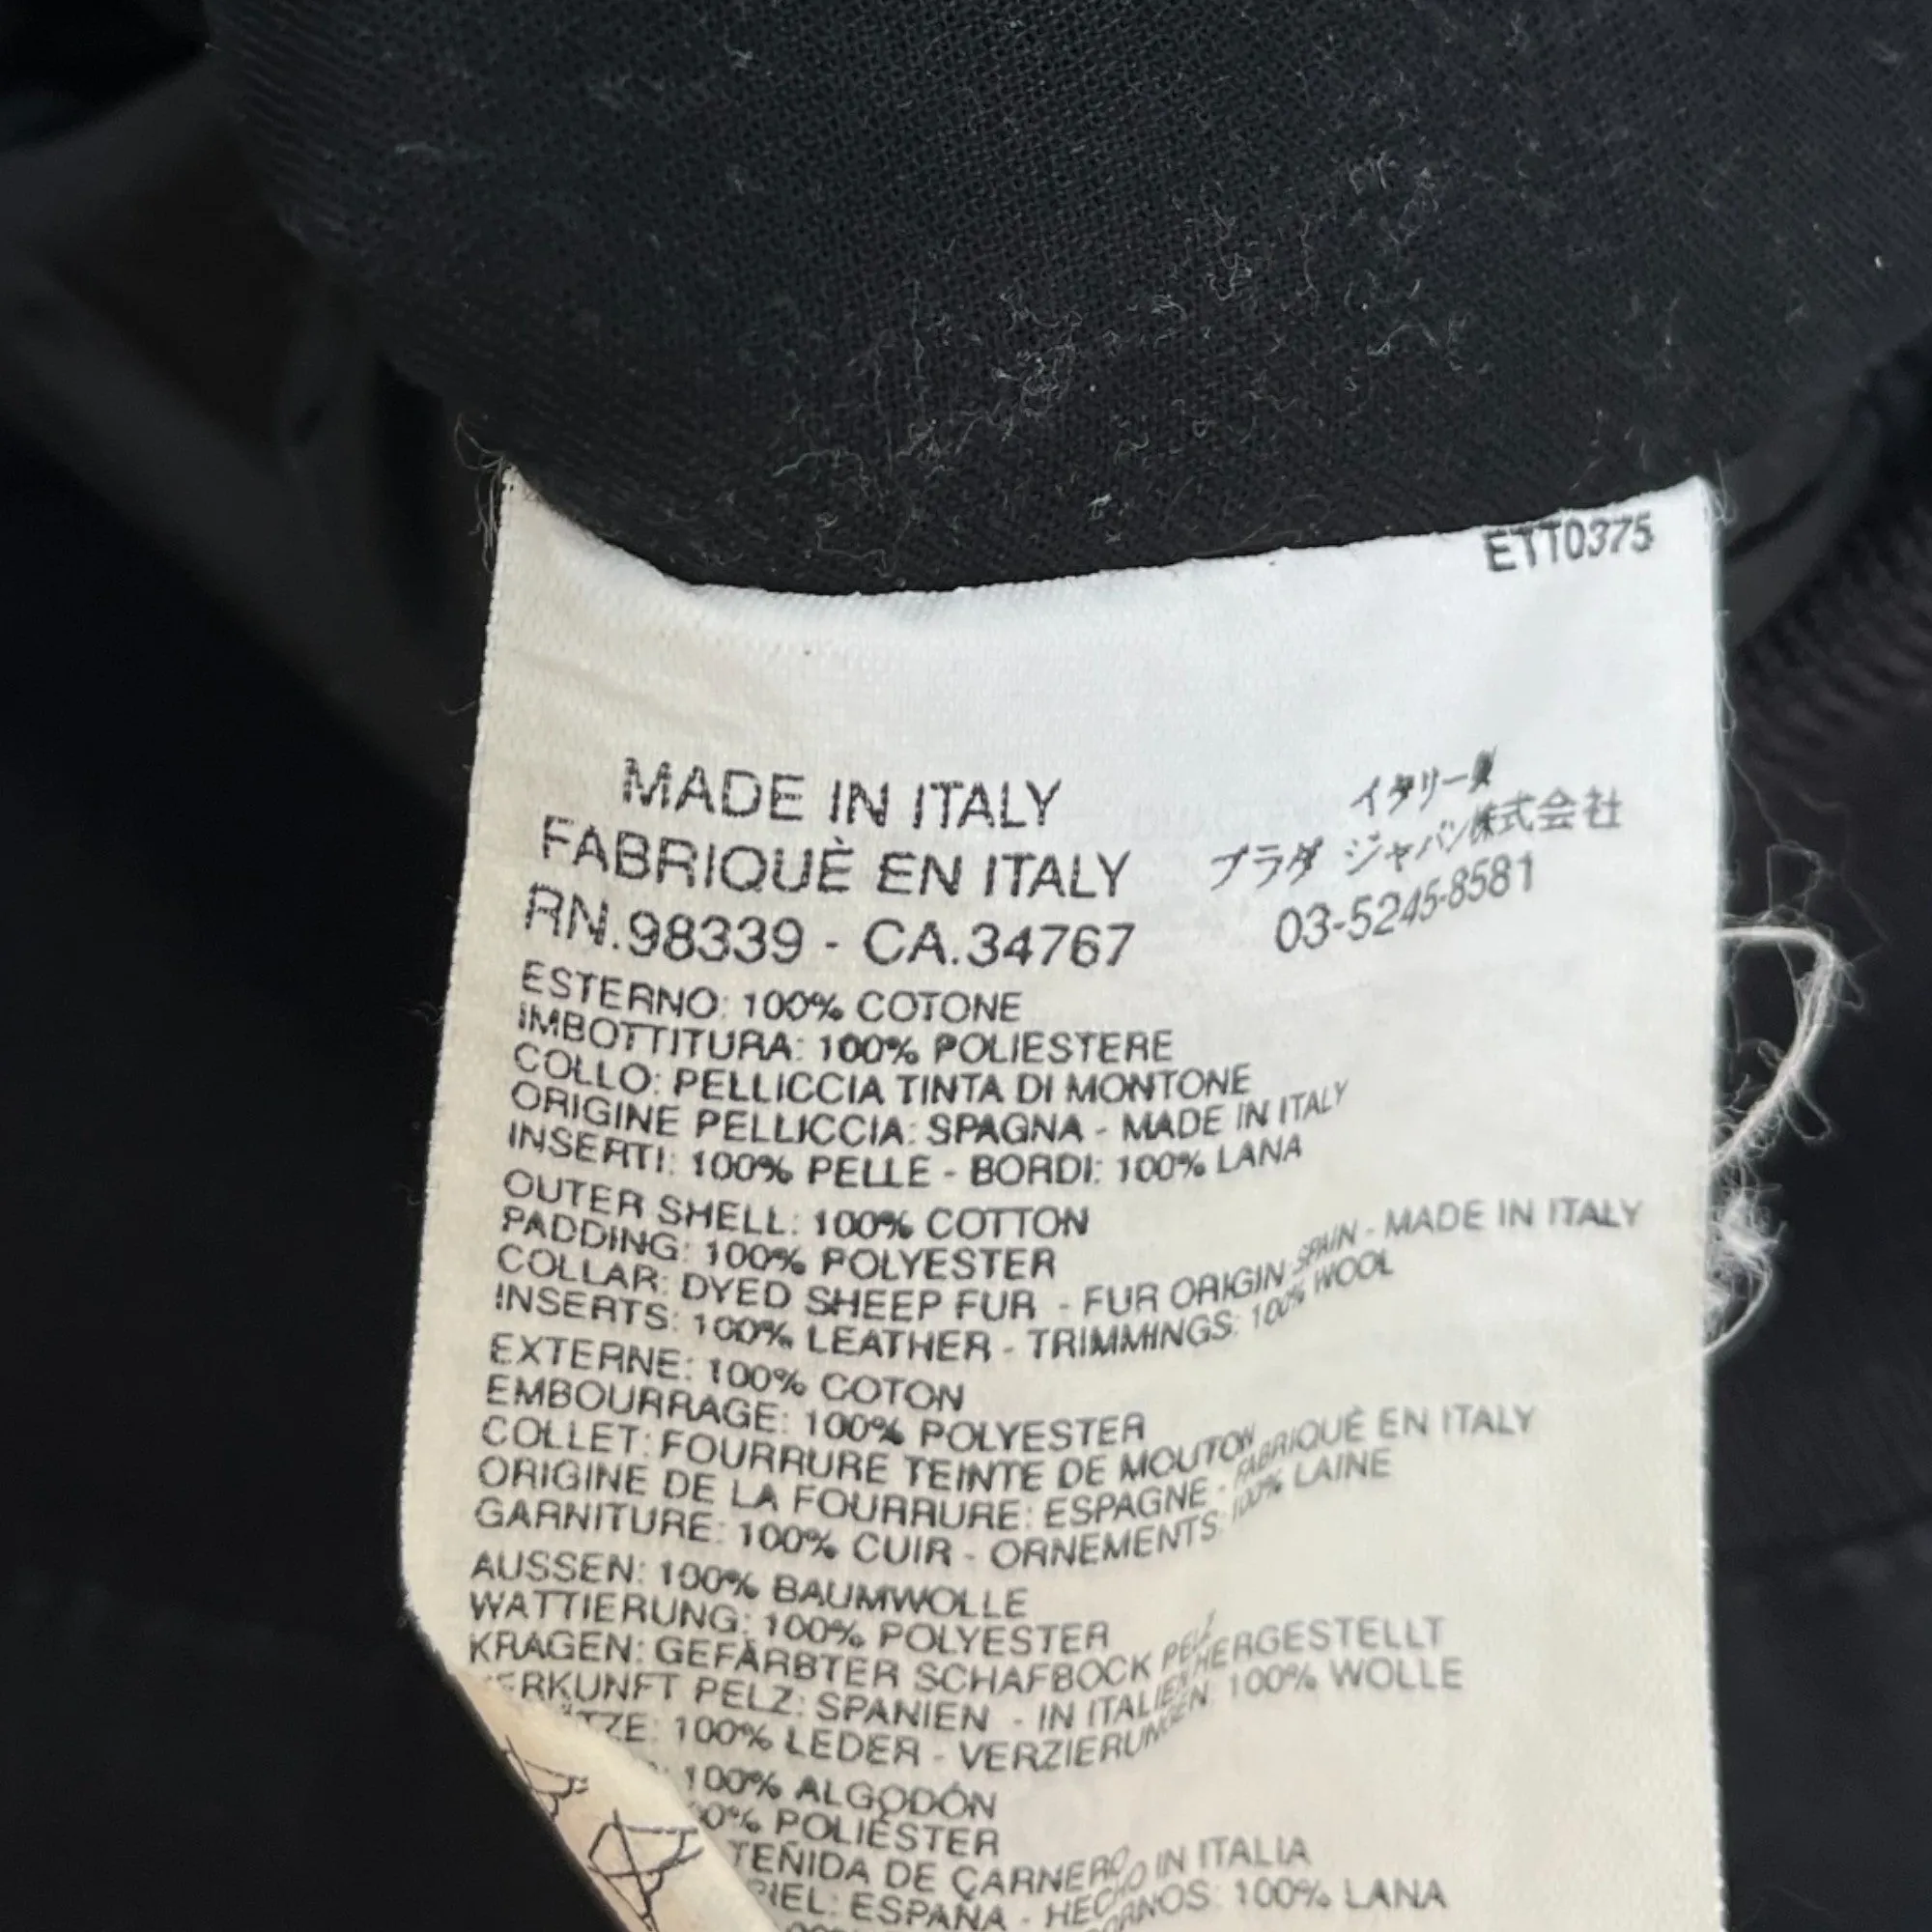 ETT0375
MADE IN ITALY
FABRIQUÈ EN ITALY
RN.98339 - CA.34767
イタリー製
プラダ ジャパン株式会社
03-5245-8581
ESTERNO: 100% COTONE
IMBOTTITURA: 100% POLIESTERE
COLLO: PELLICCIA TINTA DI MONTONE
ORIGINE PELLICCIA: SPAGNA - MADE IN ITALY
INSERTI: 100% PELLE - BORDI: 100% LANA
OUTER SHELL: 100% COTTON
PADDING: 100% POLYESTER
COLLAR: DYED SHEEP FUR - FUR ORIGIN SPAIN - MADE IN ITALY
INSERTS: 100% LEATHER - TRIMMINGS: 100% WOOL
EXTERNE: 100% COTON
EMBOURRAGE: 100% POLYESTER
COLLET: FOURRURE TEINTE DE MOUTON
ORIGINE DE LA FOURRURE: ESPAGNE - FABRIQUÈ EN ITALY
GARNITURE: 100% CUIR - ORNEMENTS: 100% LAINE
AUSSEN: 100% BAUMWOLLE
WATTIERUNG: 100% POLYESTER
KRAGEN: GEFÄRBTER SCHAFBOCK PELZ
ERKUNFT PELZ: SPANIEN - IN ITALIEN HERGESTELLT
TZE: 100% LEDER - VERZIERUNGEN: 100% WOLLE
100% ALGODÓN
0% POLIÉSTER
TEÑIDA DE CARNERO
PIEL: ESPAÑA - HECHO IN ITALIA
ADORNOS: 100% LANA